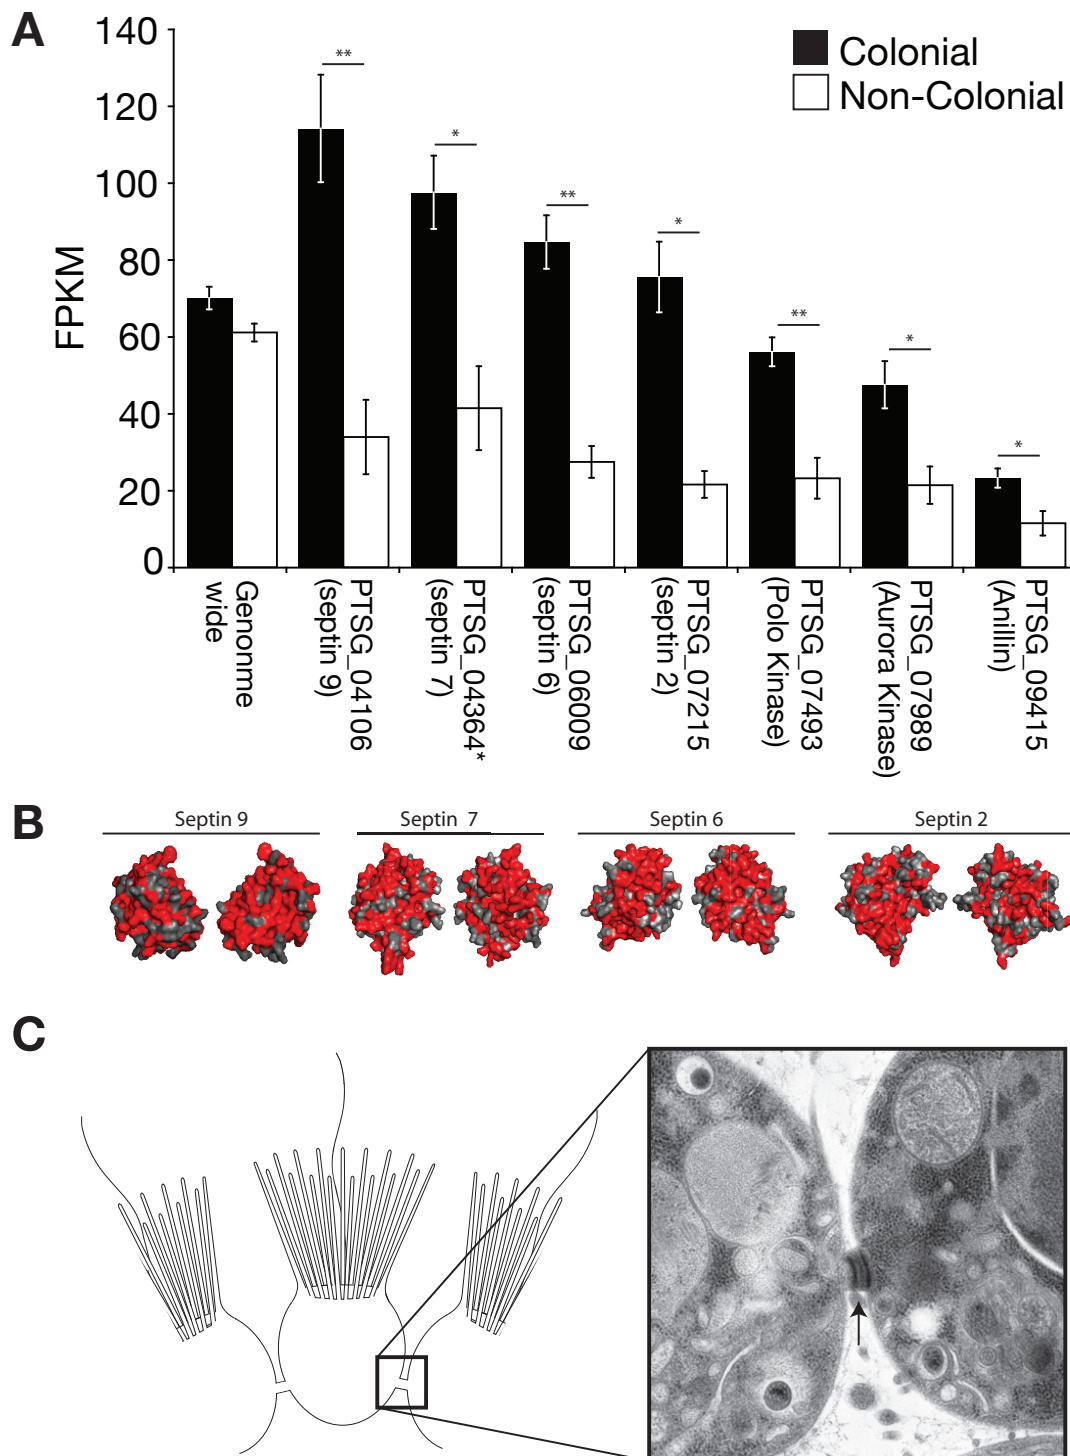 A
140
120
100
80
60
40
20
0
FPKM
Colonial
Non-Colonial
**
*
**
*
**
*
*
Genonme
wide
PTSG_04106
(septin 9)
PTSG_04364*
(septin 7)
PTSG_06009
(septin 6)
PTSG_07215
(septin 2)
PTSG_07493
(Polo Kinase)
PTSG_07989
(Aurora Kinase)
PTSG_09415
(Anillin)
B
Septin 9
Septin 7
Septin 6
Septin 2
C